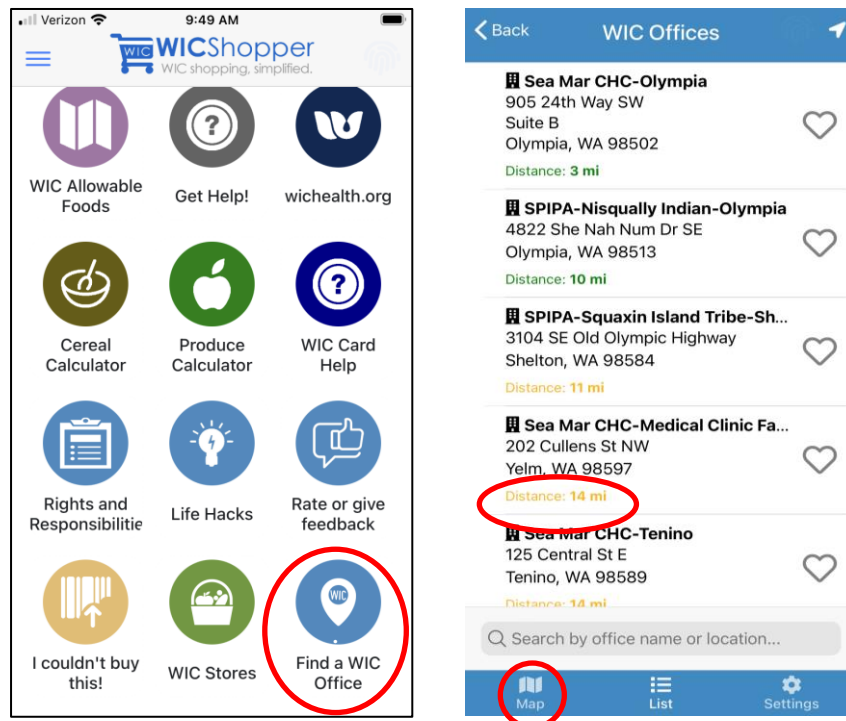 Verizon
9:49 AM
WIC WICShopper
WIC shopping, simplified.
WIC Allowable
Foods
Get Help!
wichealth.org
Cereal
Calculator
Produce
Calculator
WIC Card
Help
Rights and
Responsibilitie
Life Hacks
Rate or give
feedback
I couldn't buy
this!
WIC Stores
WIC
Find a WIC
Office
Back
WIC Offices
Sea Mar CHC-Olympia
905 24th Way SW
Suite B
Olympia, WA 98502
Distance: 3 mi
SPIPA-Nisqually Indian-Olympia
4822 She Nah Num Dr SE
Olympia, WA 98513
Distance: 10 mi
SPIPA-Squaxin Island Tribe-Sh...
3104 SE Old Olympic Highway
Shelton, WA 98584
Distance: 11 mi
Sea Mar CHC-Medical Clinic Fa...
202 Cullens St NW
Yelm, WA 98597
Distance: 14 mi
Sea Mar CHC-Tenino
125 Central St E
Tenino, WA 98589
Distance: 14 mi
Search by office name or location...
Map
List
Settings